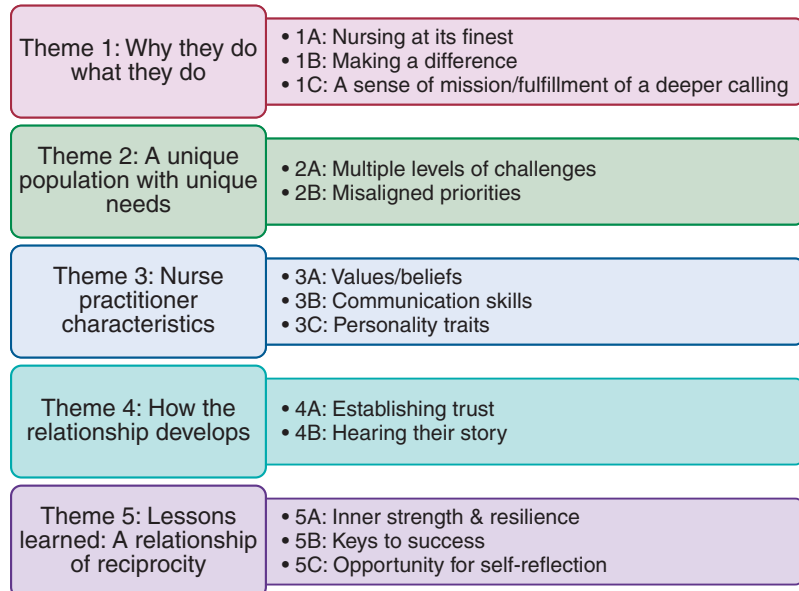 Theme 1: Why they do
what they do
• 1A: Nursing at its finest
• 1B: Making a difference
• 1C: A sense of mission/fulfillment of a deeper calling
Theme 2: A unique
population with unique
needs
• 2A: Multiple levels of challenges
• 2B: Misaligned priorities
Theme 3: Nurse
practitioner
characteristics
• 3A: Values/beliefs
• 3B: Communication skills
• 3C: Personality traits
Theme 4: How the
relationship develops
• 4A: Establishing trust
• 4B: Hearing their story
Theme 5: Lessons
learned: A relationship
of reciprocity
• 5A: Inner strength & resilience
• 5B: Keys to success
• 5C: Opportunity for self-reflection